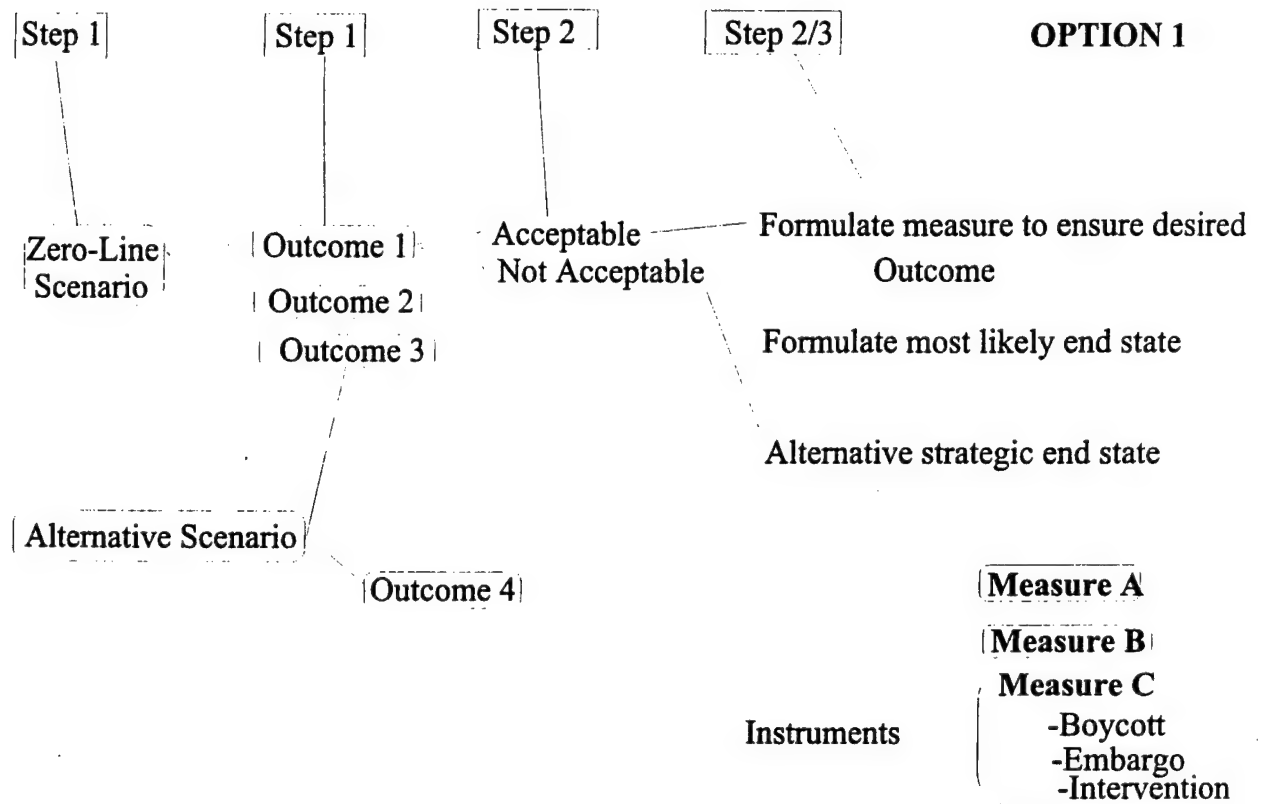 Step 1
Step 1
Step 2
Step 2/3
OPTION 1
Zero-Line
Scenario
Outcome 1
Outcome 2
Outcome 3
Acceptable
Not Acceptable
Formulate measure to ensure desired
Outcome
Formulate most likely end state
Alternative strategic end state
Alternative Scenario
Outcome 4
Measure A
Measure B
Measure C
Instruments
-Boycott
-Embargo
-Intervention